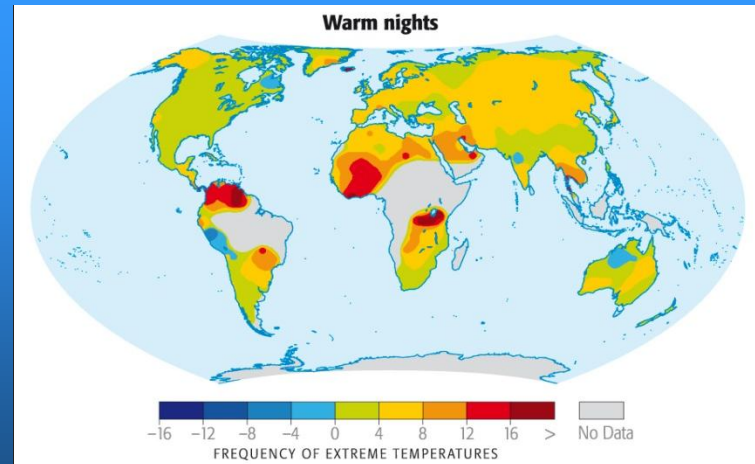 Warm nights
-16 -12 -8 -4 0 4 8 12 16 > No Data
FREQUENCY OF EXTREME TEMPERATURES